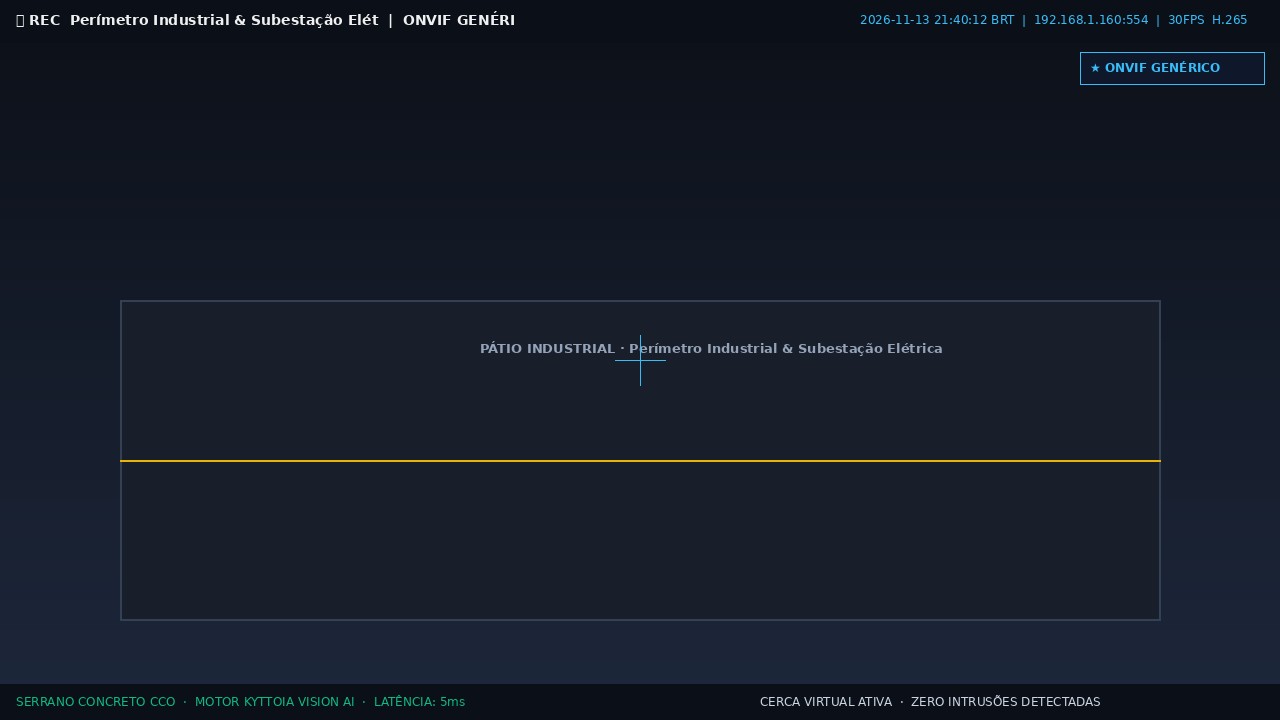 REC  Perímetro Industrial & Subestação Elét  |  ONVIF GENÉRI
2026-11-13 21:40:12 BRT  |  192.168.1.160:554  |  30FPS  H.265
★ ONVIF GENÉRICO
PÁTIO INDUSTRIAL · Perímetro Industrial & Subestação Elétrica
SERRANO CONCRETO CCO  ·  MOTOR KYTTOIA VISION AI  ·  LATÊNCIA: 5ms
CERCA VIRTUAL ATIVA  ·  ZERO INTRUSÕES DETECTADAS